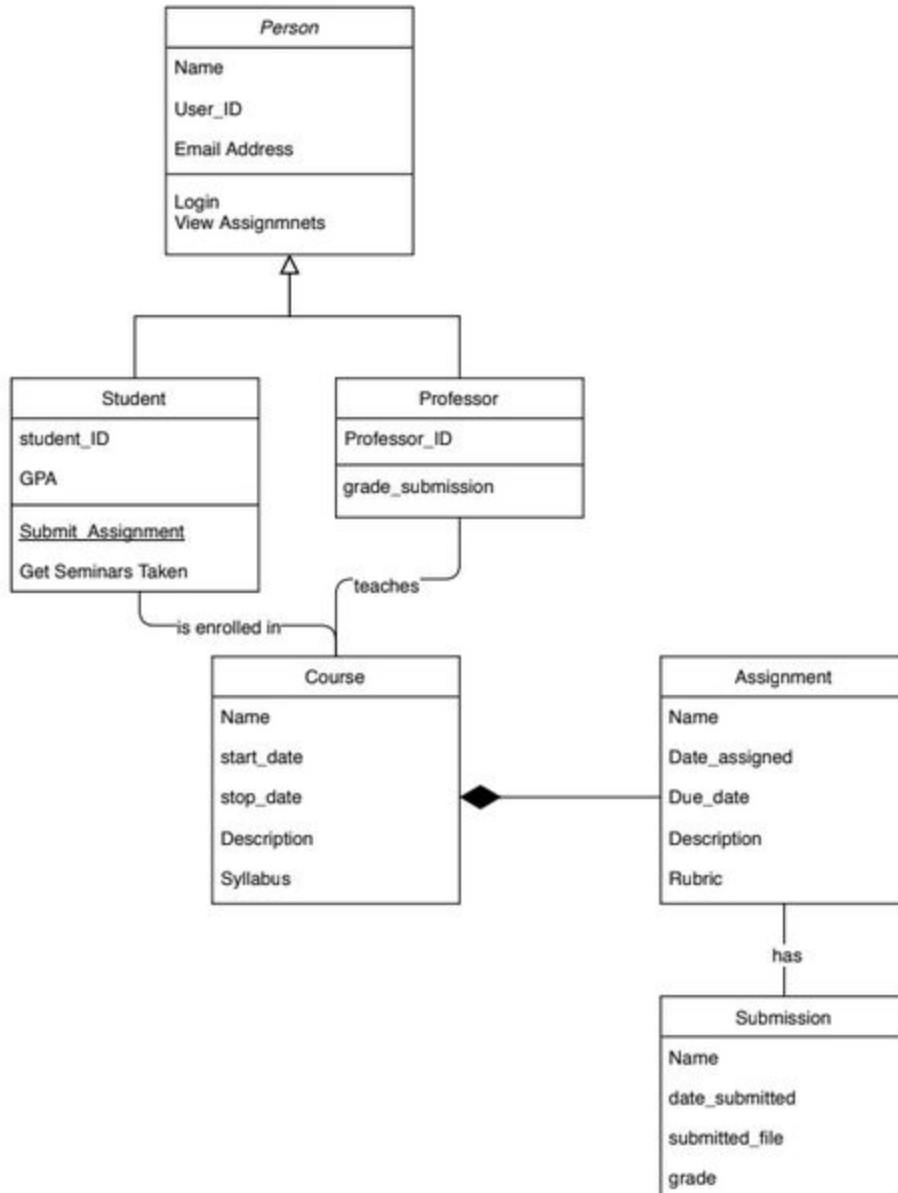 Person
Name
User_ID
Email Address
Login
View Assignmnets
Student
student_ID
GPA
Submit_Assignment
Get Seminars Taken
Professor
Professor_ID
grade_submission
teaches
is enrolled in
Course
Name
start_date
stop_date
Description
Syllabus
Assignment
Name
Date_assigned
Due_date
Description
Rubric
has
Submission
Name
date_submitted
submitted_file
grade